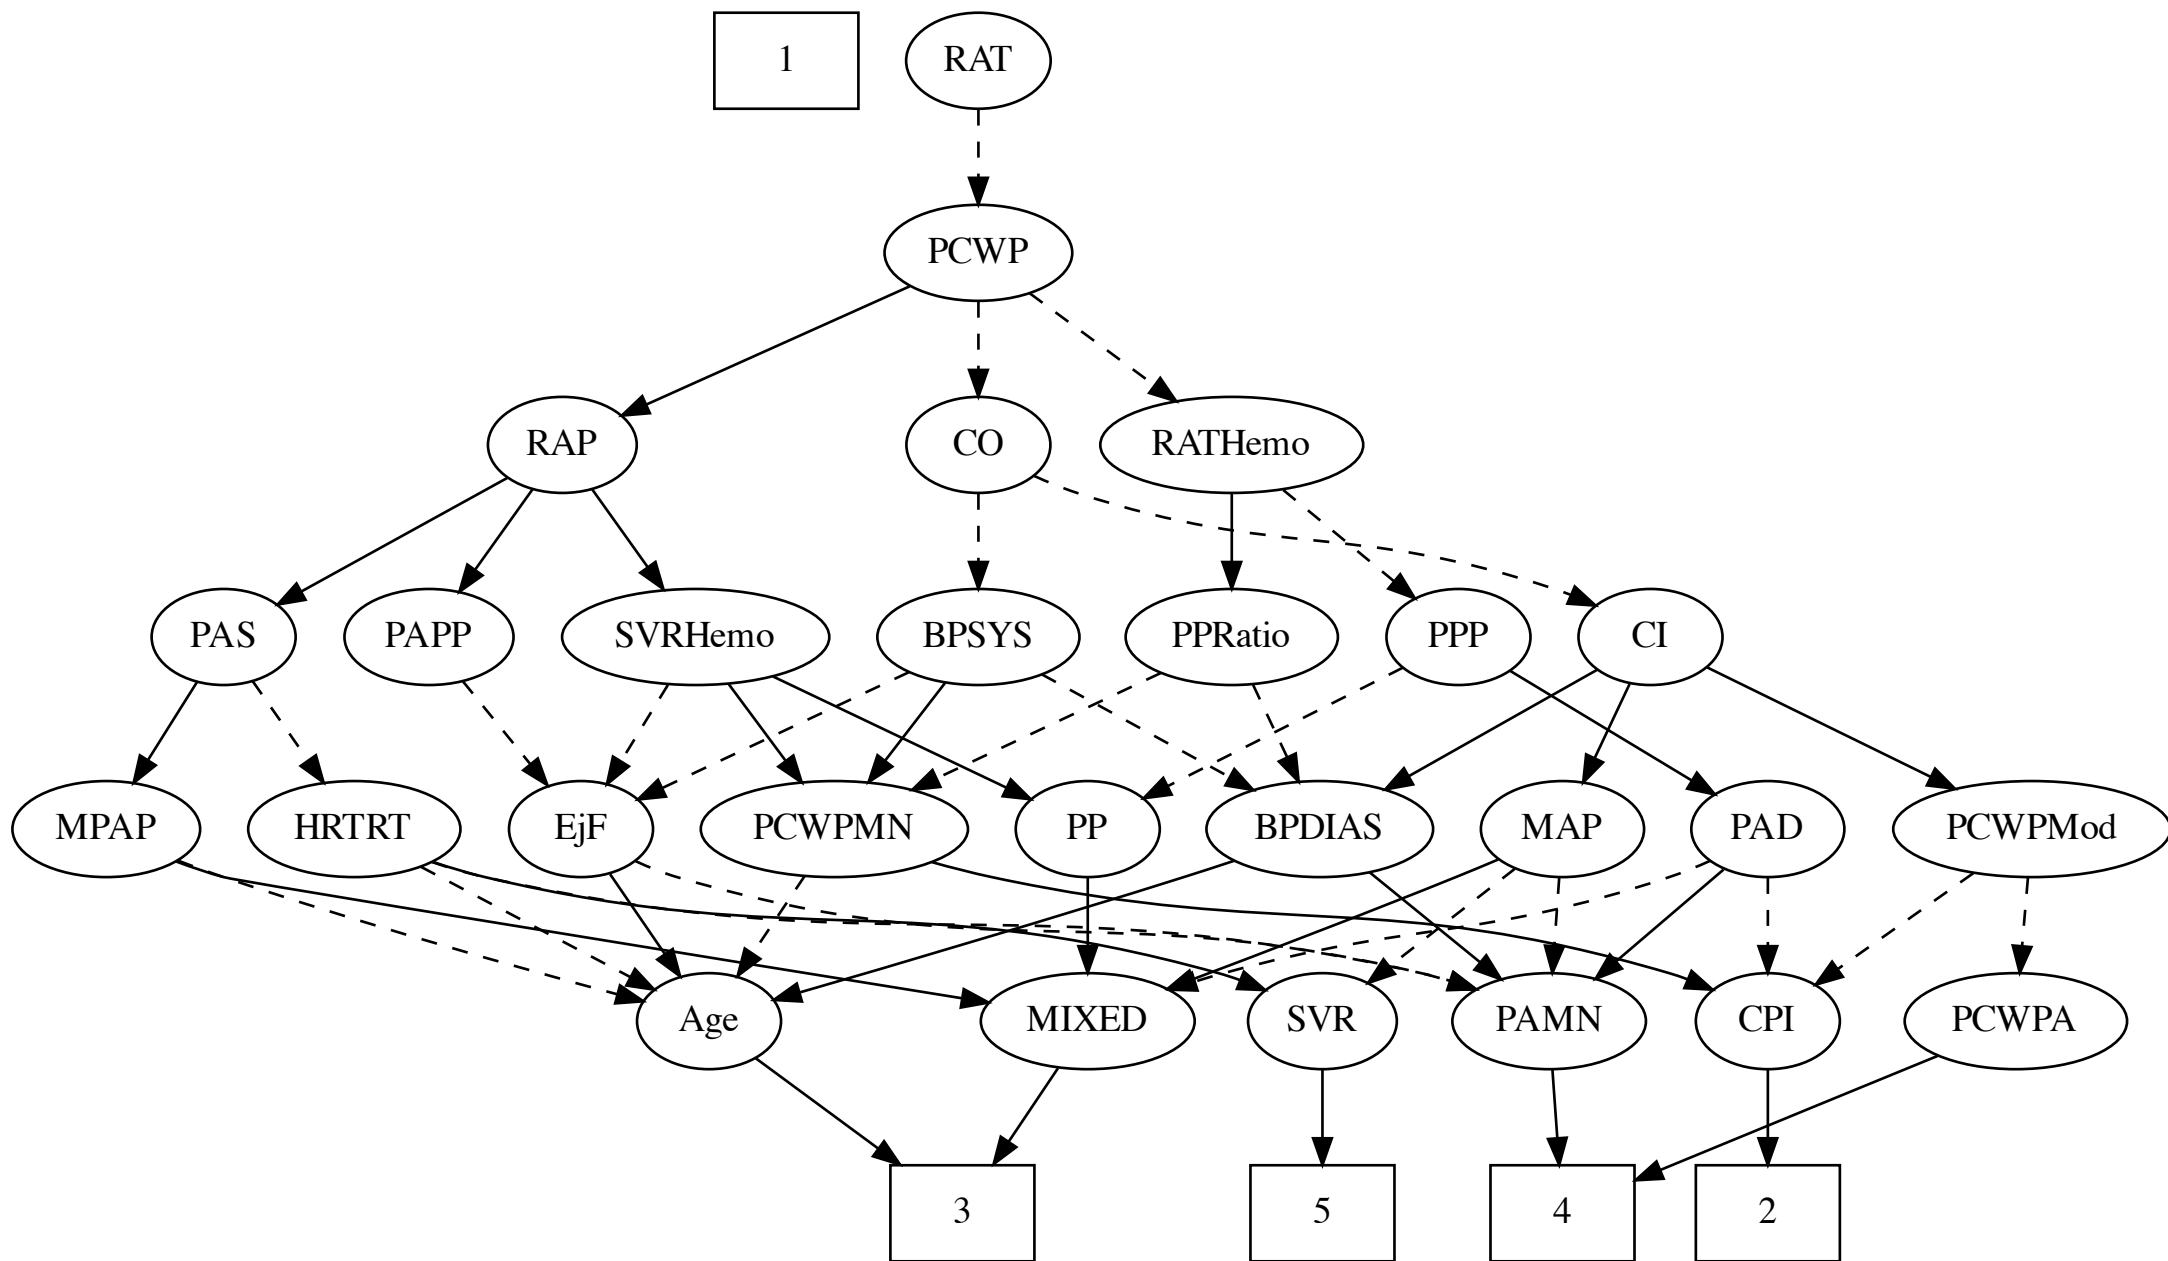 1
RAT
PCWP
RAP
CO
RATHemo
PAS
PAPP
SVRHemo
BPSYS
PPRatio
PPP
CI
MPAP
HRTRT
EjF
PCWPMN
PP
BPDIAS
MAP
PAD
PCWPMod
Age
MIXED
SVR
PAMN
CPI
PCWPA
3
5
4
2